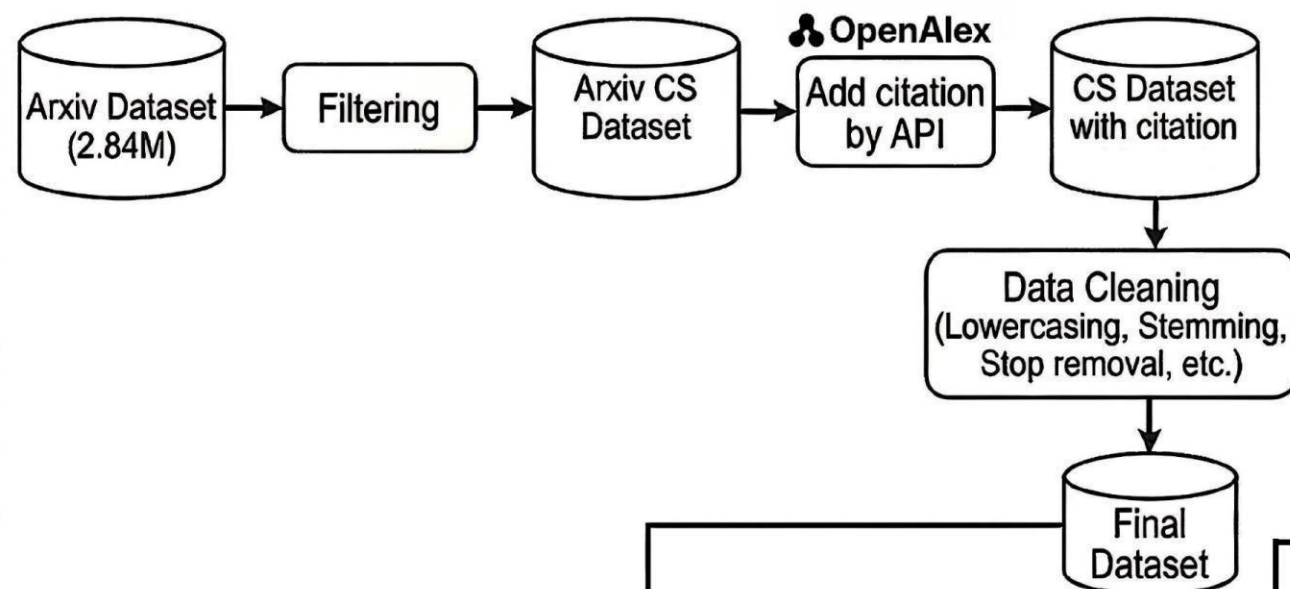 Arxiv Dataset
(2.84M)
Filtering
Arxiv CS
Dataset
OpenAlex
Add citation
by API
CS Dataset
with citation
Data Cleaning
(Lowercasing, Stemming,
Stop removal, etc.)
Final
Dataset